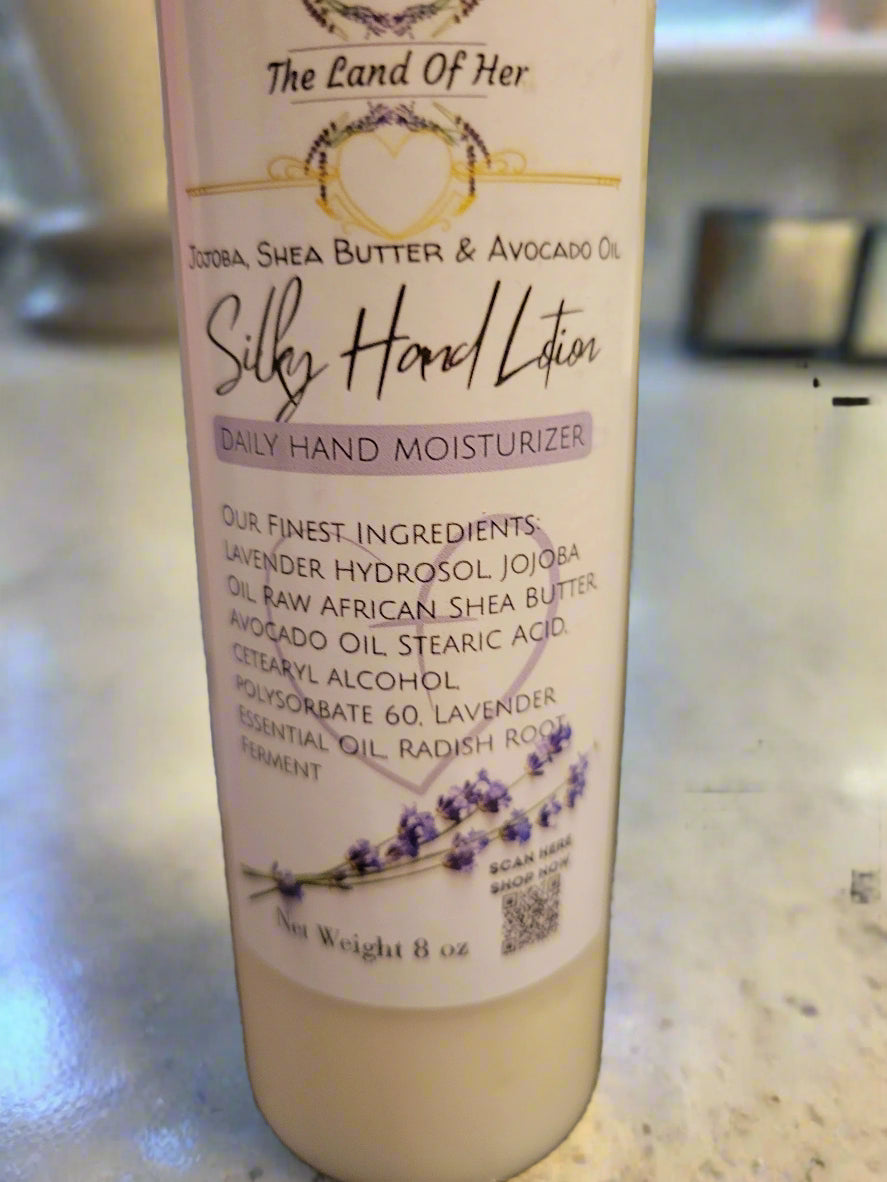 The Land Of Her
JOJOBA, SHEA BUTTER & AVOCADO OIL
Silky Hand Lotion
DAILY HAND MOISTURIZER
OUR FINEST INGREDIENTS:
LAVENDER HYDROSOL, JOJOBA
OIL, RAW AFRICAN SHEA BUTTER
AVOCADO OIL, STEARIC ACID,
CETEARYL ALCOHOL,
POLYSORBATE 60, LAVENDER
ESSENTIAL OIL, RADISH ROOT
FERMENT
SCAN HERE
SHOP NOW
Net Weight 8 oz